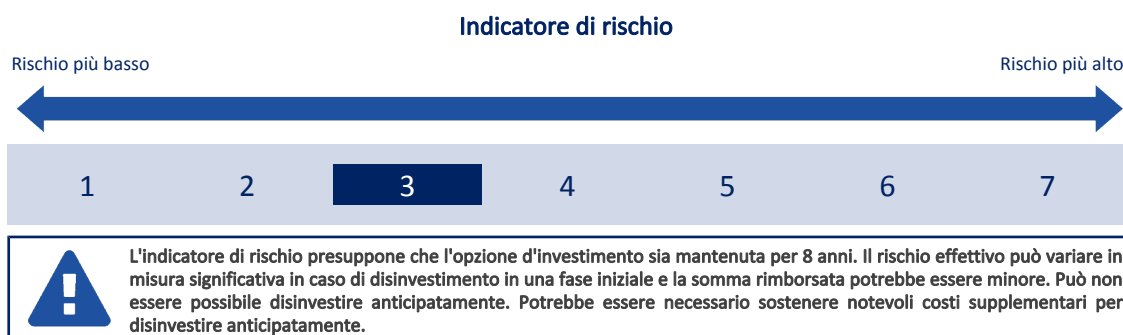 Indicatore di rischio
Rischio più basso
Rischio più alto
1 2 3 4 5 6 7
L'indicatore di rischio presuppone che l'opzione d'investimento sia mantenuta per 8 anni. Il rischio effettivo può variare in
misura significativa in caso di disinvestimento in una fase iniziale e la somma rimborsata potrebbe essere minore. Può non
essere possibile disinvestire anticipatamente. Potrebbe essere necessario sostenere notevoli costi supplementari per
disinvestire anticipatamente.